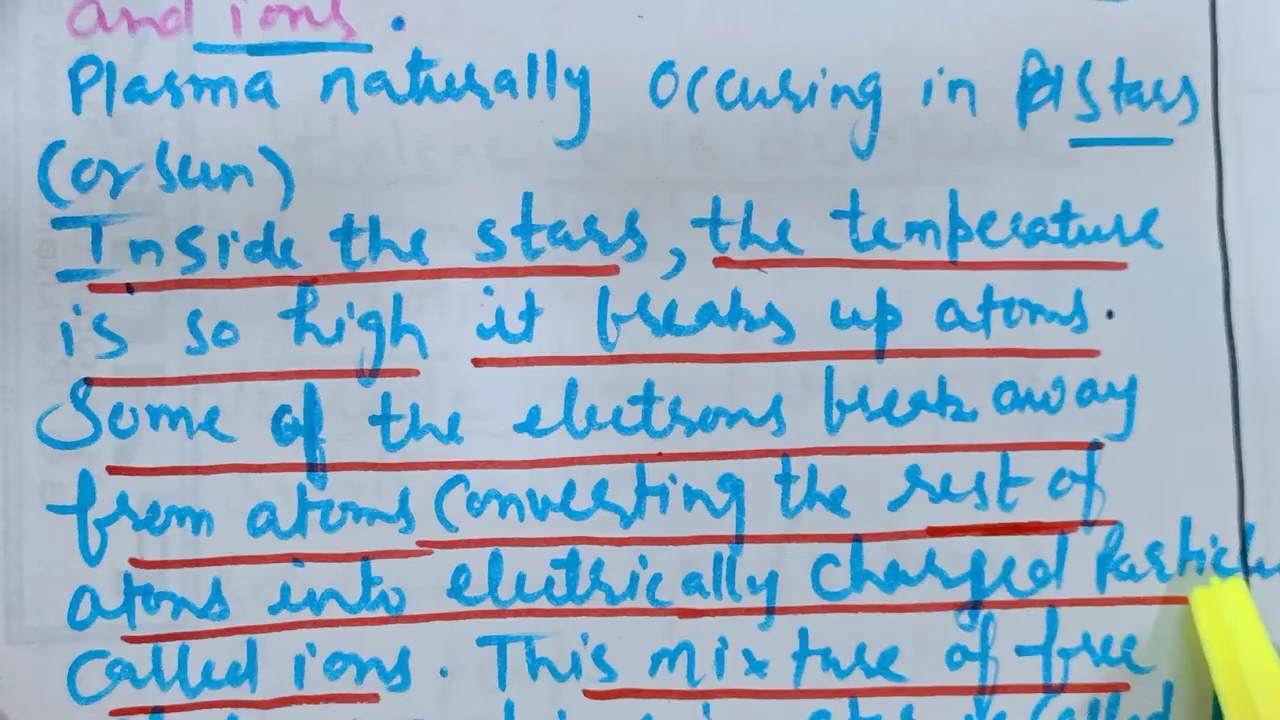 and ions.
Plasma naturally occuring in Stars
(or Sun)
Inside the stars, the temperature
is so high it breaks up atoms.
Some of the electrons break away
from atoms converting the rest of
atoms into electrically charged Particles
Called ions. This mixture of free